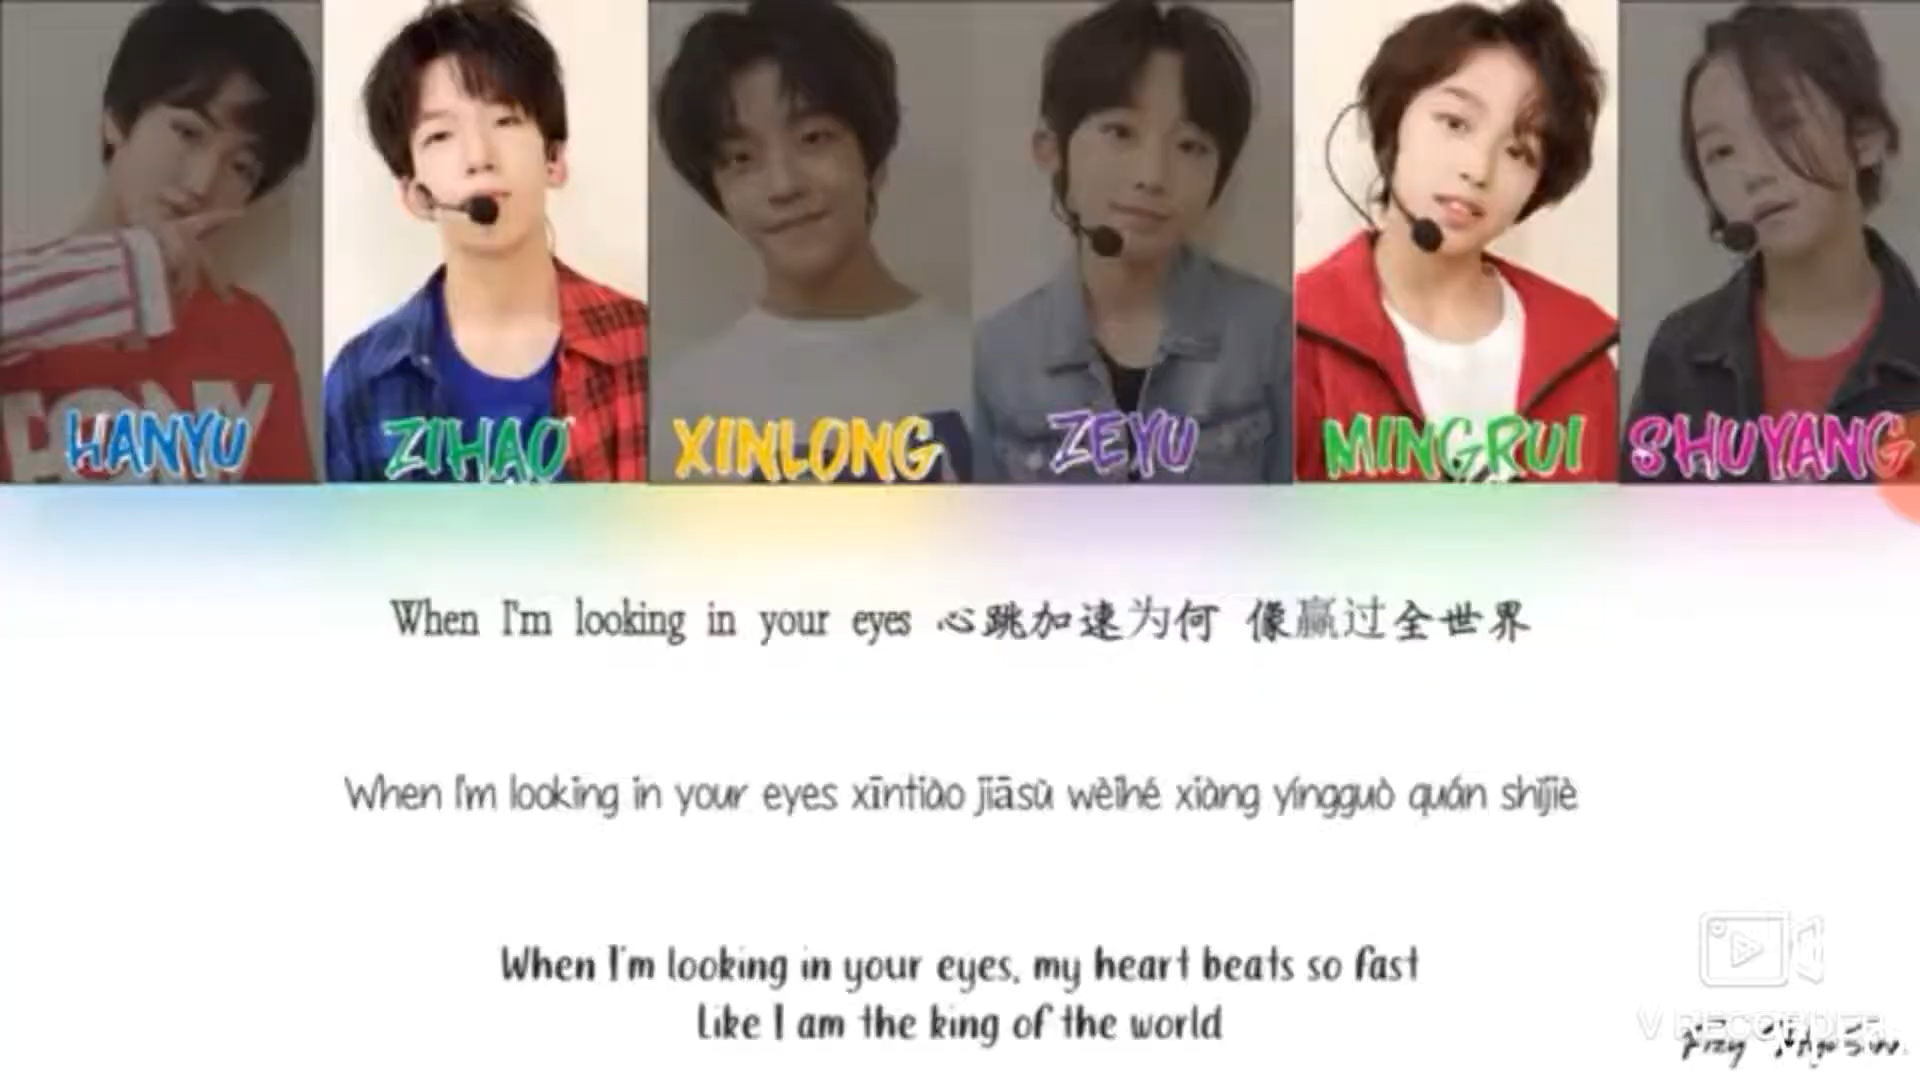 HANYU
ZIHAO
XINLONG
ZEYU
MINGRUI
SHUYANG
When I'm looking in your eyes 心跳加速为何 像赢过全世界
When I'm looking in your eyes xīntiào jiāsù wèihé xiàng yíngguò quán shìjiè
When I'm looking in your eyes, my heart beats so fast
Like I am the king of the world
V RECORDER